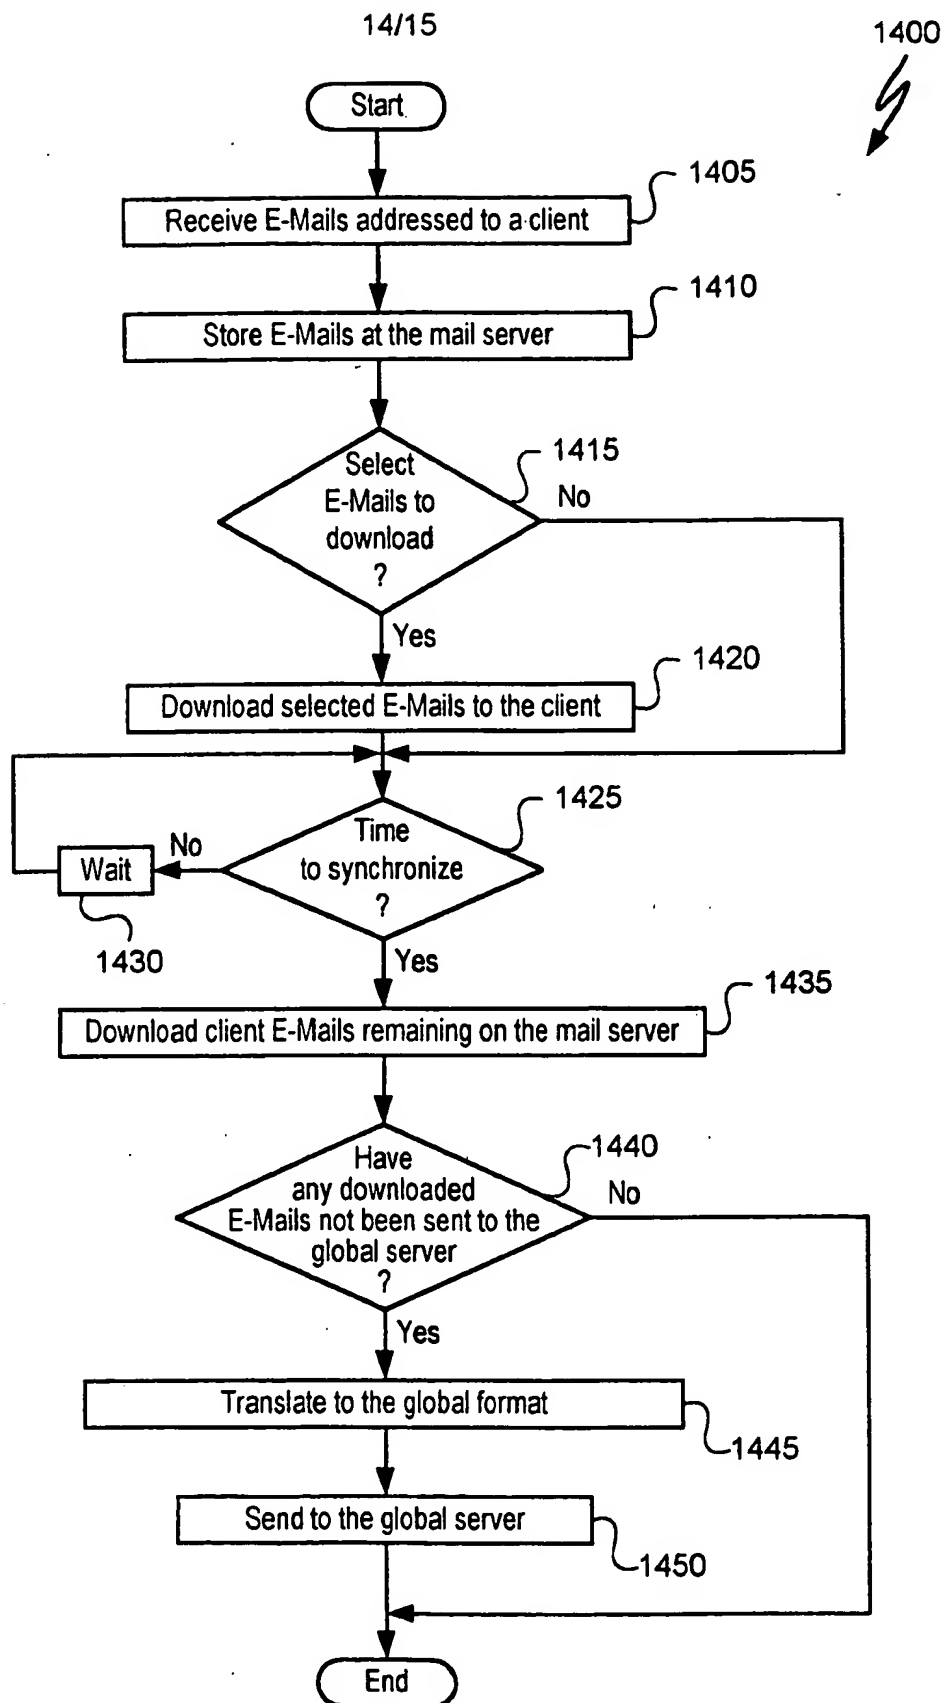 14/15
1400
Start
1405
Receive E-Mails addressed to a client
1410
Store E-Mails at the mail server
1415
Select
E-Mails to
download
?
No
Yes
1420
Download selected E-Mails to the client
1425
Time
to synchronize
?
No
Wait
1430
Yes
1435
Download client E-Mails remaining on the mail server
1440
Have
any downloaded
E-Mails not been sent to the
global server
?
No
Yes
Translate to the global format
1445
Send to the global server
1450
End